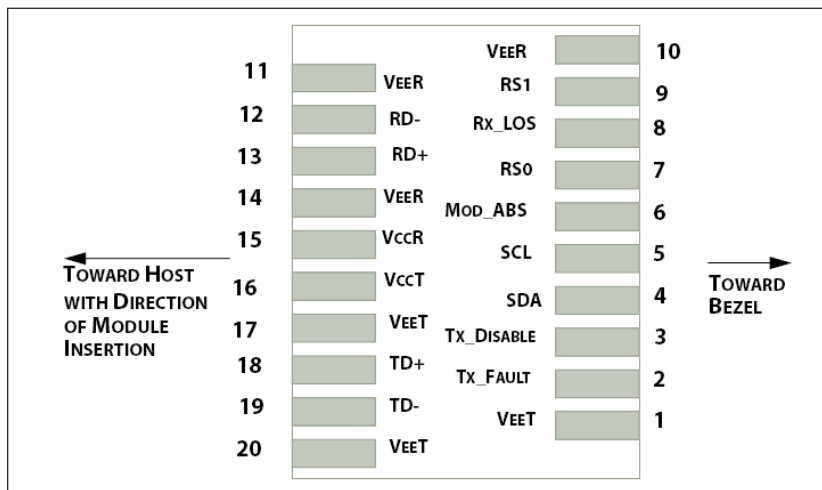 VEER 10
11 VEER RS1 9
12 RD- RX_LOS 8
13 RD+ RS0 7
14 VEER MOD_ABS 6
15 VCCR SCL 5
16 VCCT SDA 4
17 VEET TX_DISABLE 3
18 TD+ TX_FAULT 2
19 TD- VEET 1
20 VEET
TOWARD HOST
WITH DIRECTION
OF MODULE
INSERTION
TOWARD
BEZEL